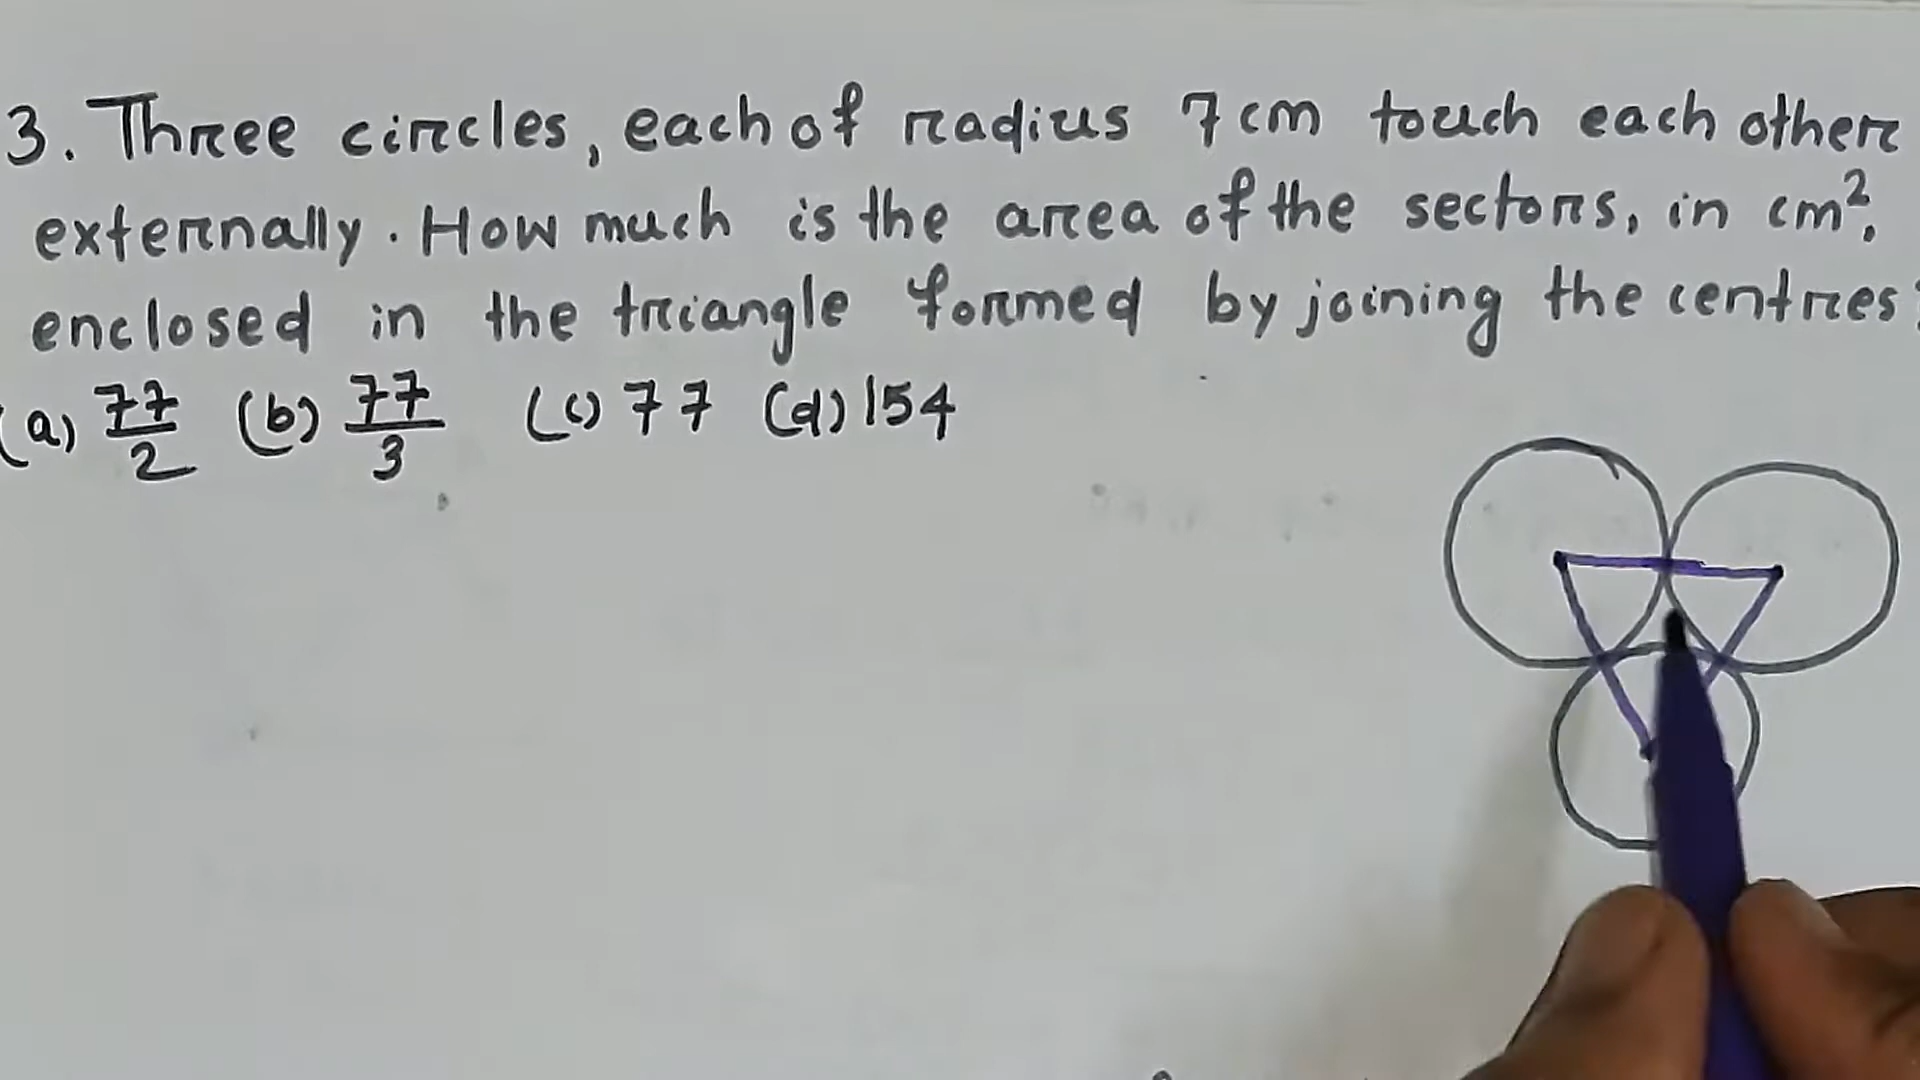 3. Three circles, each of radius 7 cm touch each other
externally. How much is the area of the sectors, in cm²,
enclosed in the triangle formed by joining the centres
(a) 77/2 (b) 77/3 (c) 77 (d) 154